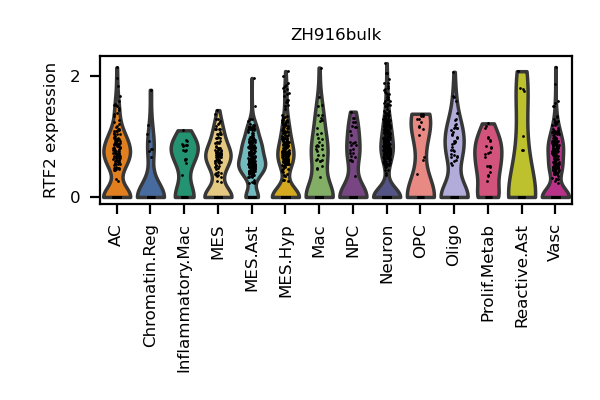 ZH916bulk
RTF2 expression
2
0
AC
Chromatin.Reg
Inflammatory.Mac
MES
MES.Ast
MES.Hyp
Mac
NPC
Neuron
OPC
Oligo
Prolif.Metab
Reactive.Ast
Vasc